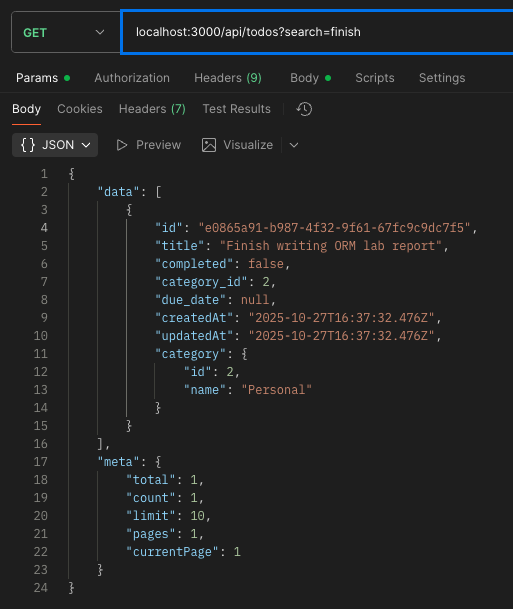 GET localhost:3000/api/todos?search=finish
Params Authorization Headers (9) Body Scripts Settings
Body Cookies Headers (7) Test Results
{} JSON Preview Visualize
1 {
2     "data": [
3         {
4             "id": "e0865a91-b987-4f32-9f61-67fc9c9dc7f5",
5             "title": "Finish writing ORM lab report",
6             "completed": false,
7             "category_id": 2,
8             "due_date": null,
9             "createdAt": "2025-10-27T16:37:32.476Z",
10             "updatedAt": "2025-10-27T16:37:32.476Z",
11             "category": {
12                 "id": 2,
13                 "name": "Personal"
14             }
15         }
16     ],
17     "meta": {
18         "total": 1,
19         "count": 1,
20         "limit": 10,
21         "pages": 1,
22         "currentPage": 1
23     }
24 }